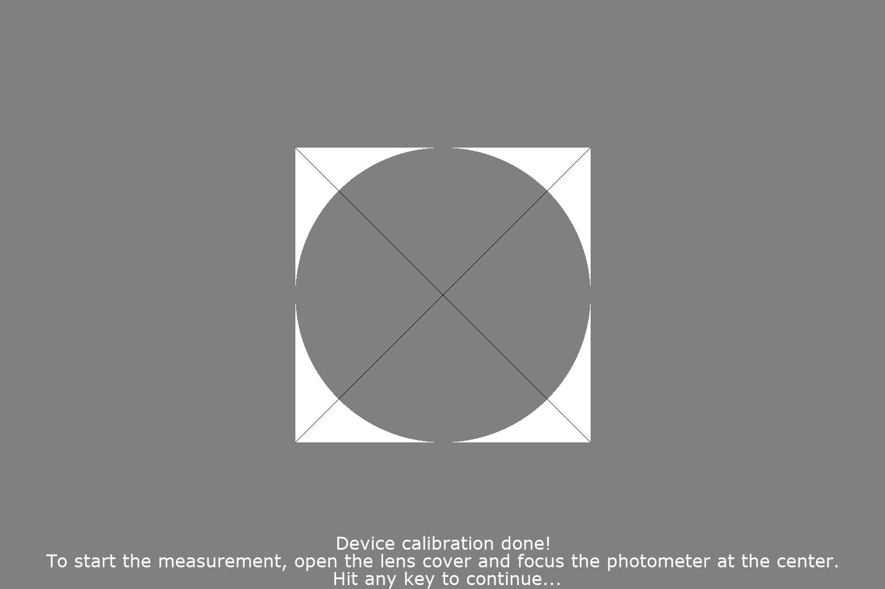 Device calibration done!
To start the measurement, open the lens cover and focus the photometer at the center.
Hit any key to continue...